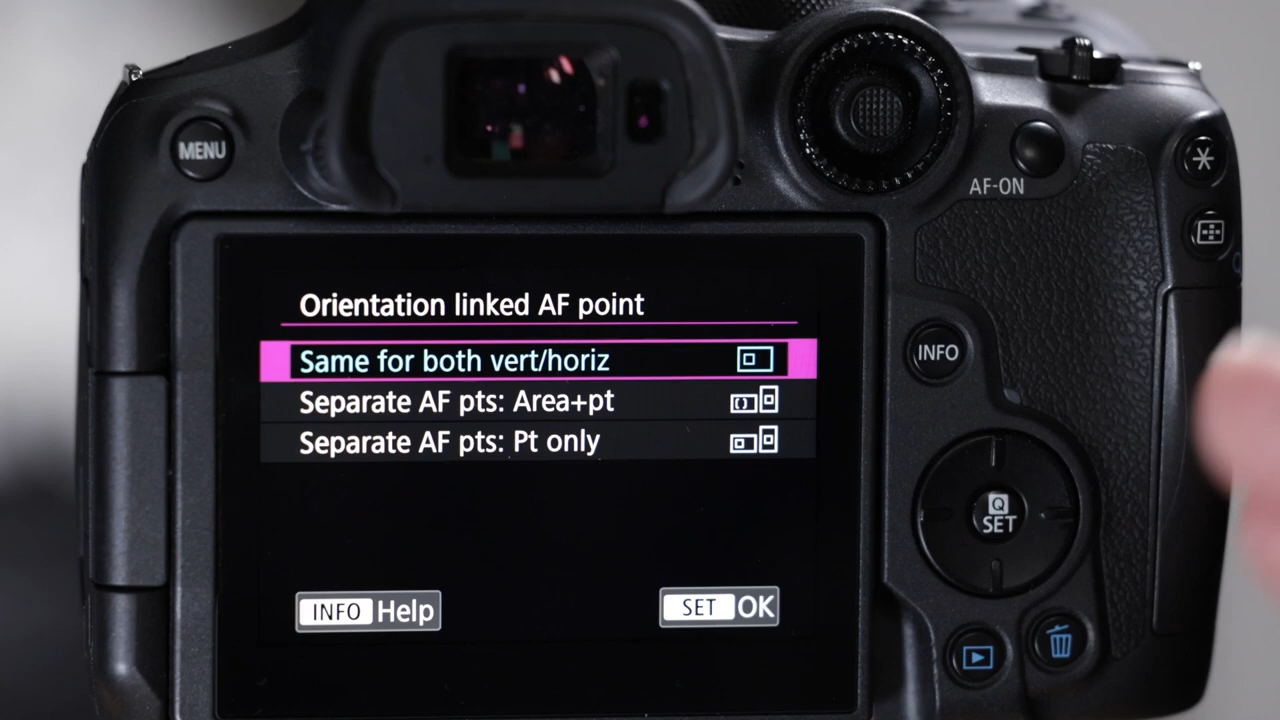 MENU
AF-ON
Orientation linked AF point
Same for both vert/horiz
Separate AF pts: Area+pt
Separate AF pts: Pt only
INFO Help
SET OK
INFO
Q
SET